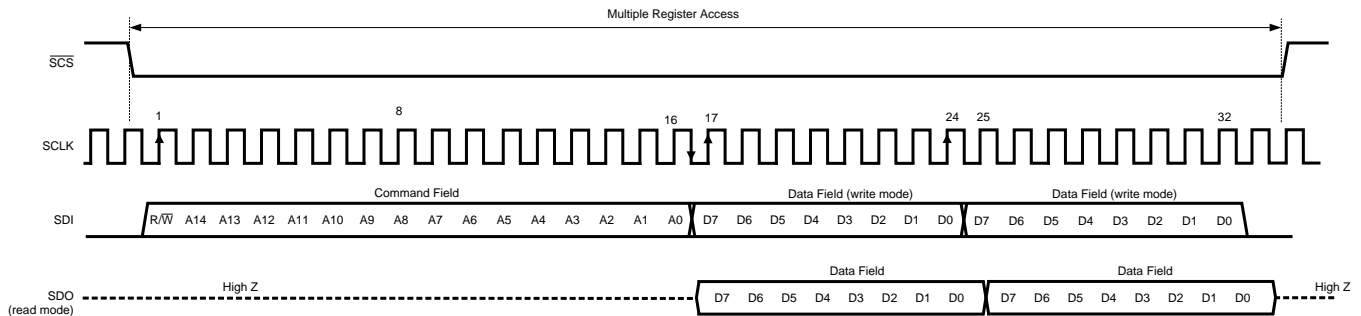 Multiple Register Access
SCS
1 8 16 17 24 25 32
SCLK
Command Field Data Field (write mode) Data Field (write mode)
SDI R/W A14 A13 A12 A11 A10 A9 A8 A7 A6 A5 A4 A3 A2 A1 A0 D7 D6 D5 D4 D3 D2 D1 D0 D7 D6 D5 D4 D3 D2 D1 D0
Data Field Data Field
High Z High Z
SDO D7 D6 D5 D4 D3 D2 D1 D0 D7 D6 D5 D4 D3 D2 D1 D0
(read mode)